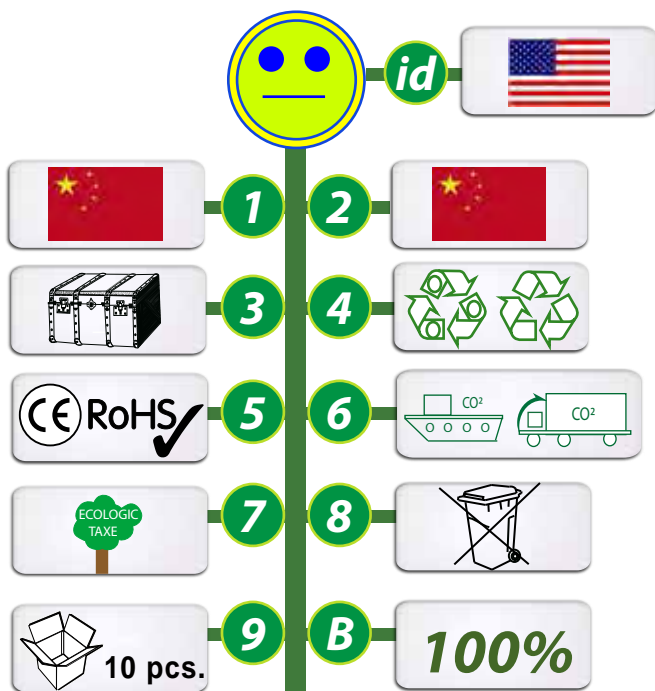 id
1
2
3
4
CE RoHS
5
6
CO²
CO²
ECOLOGIC
TAXE
7
8
10 pcs.
9
B
100%